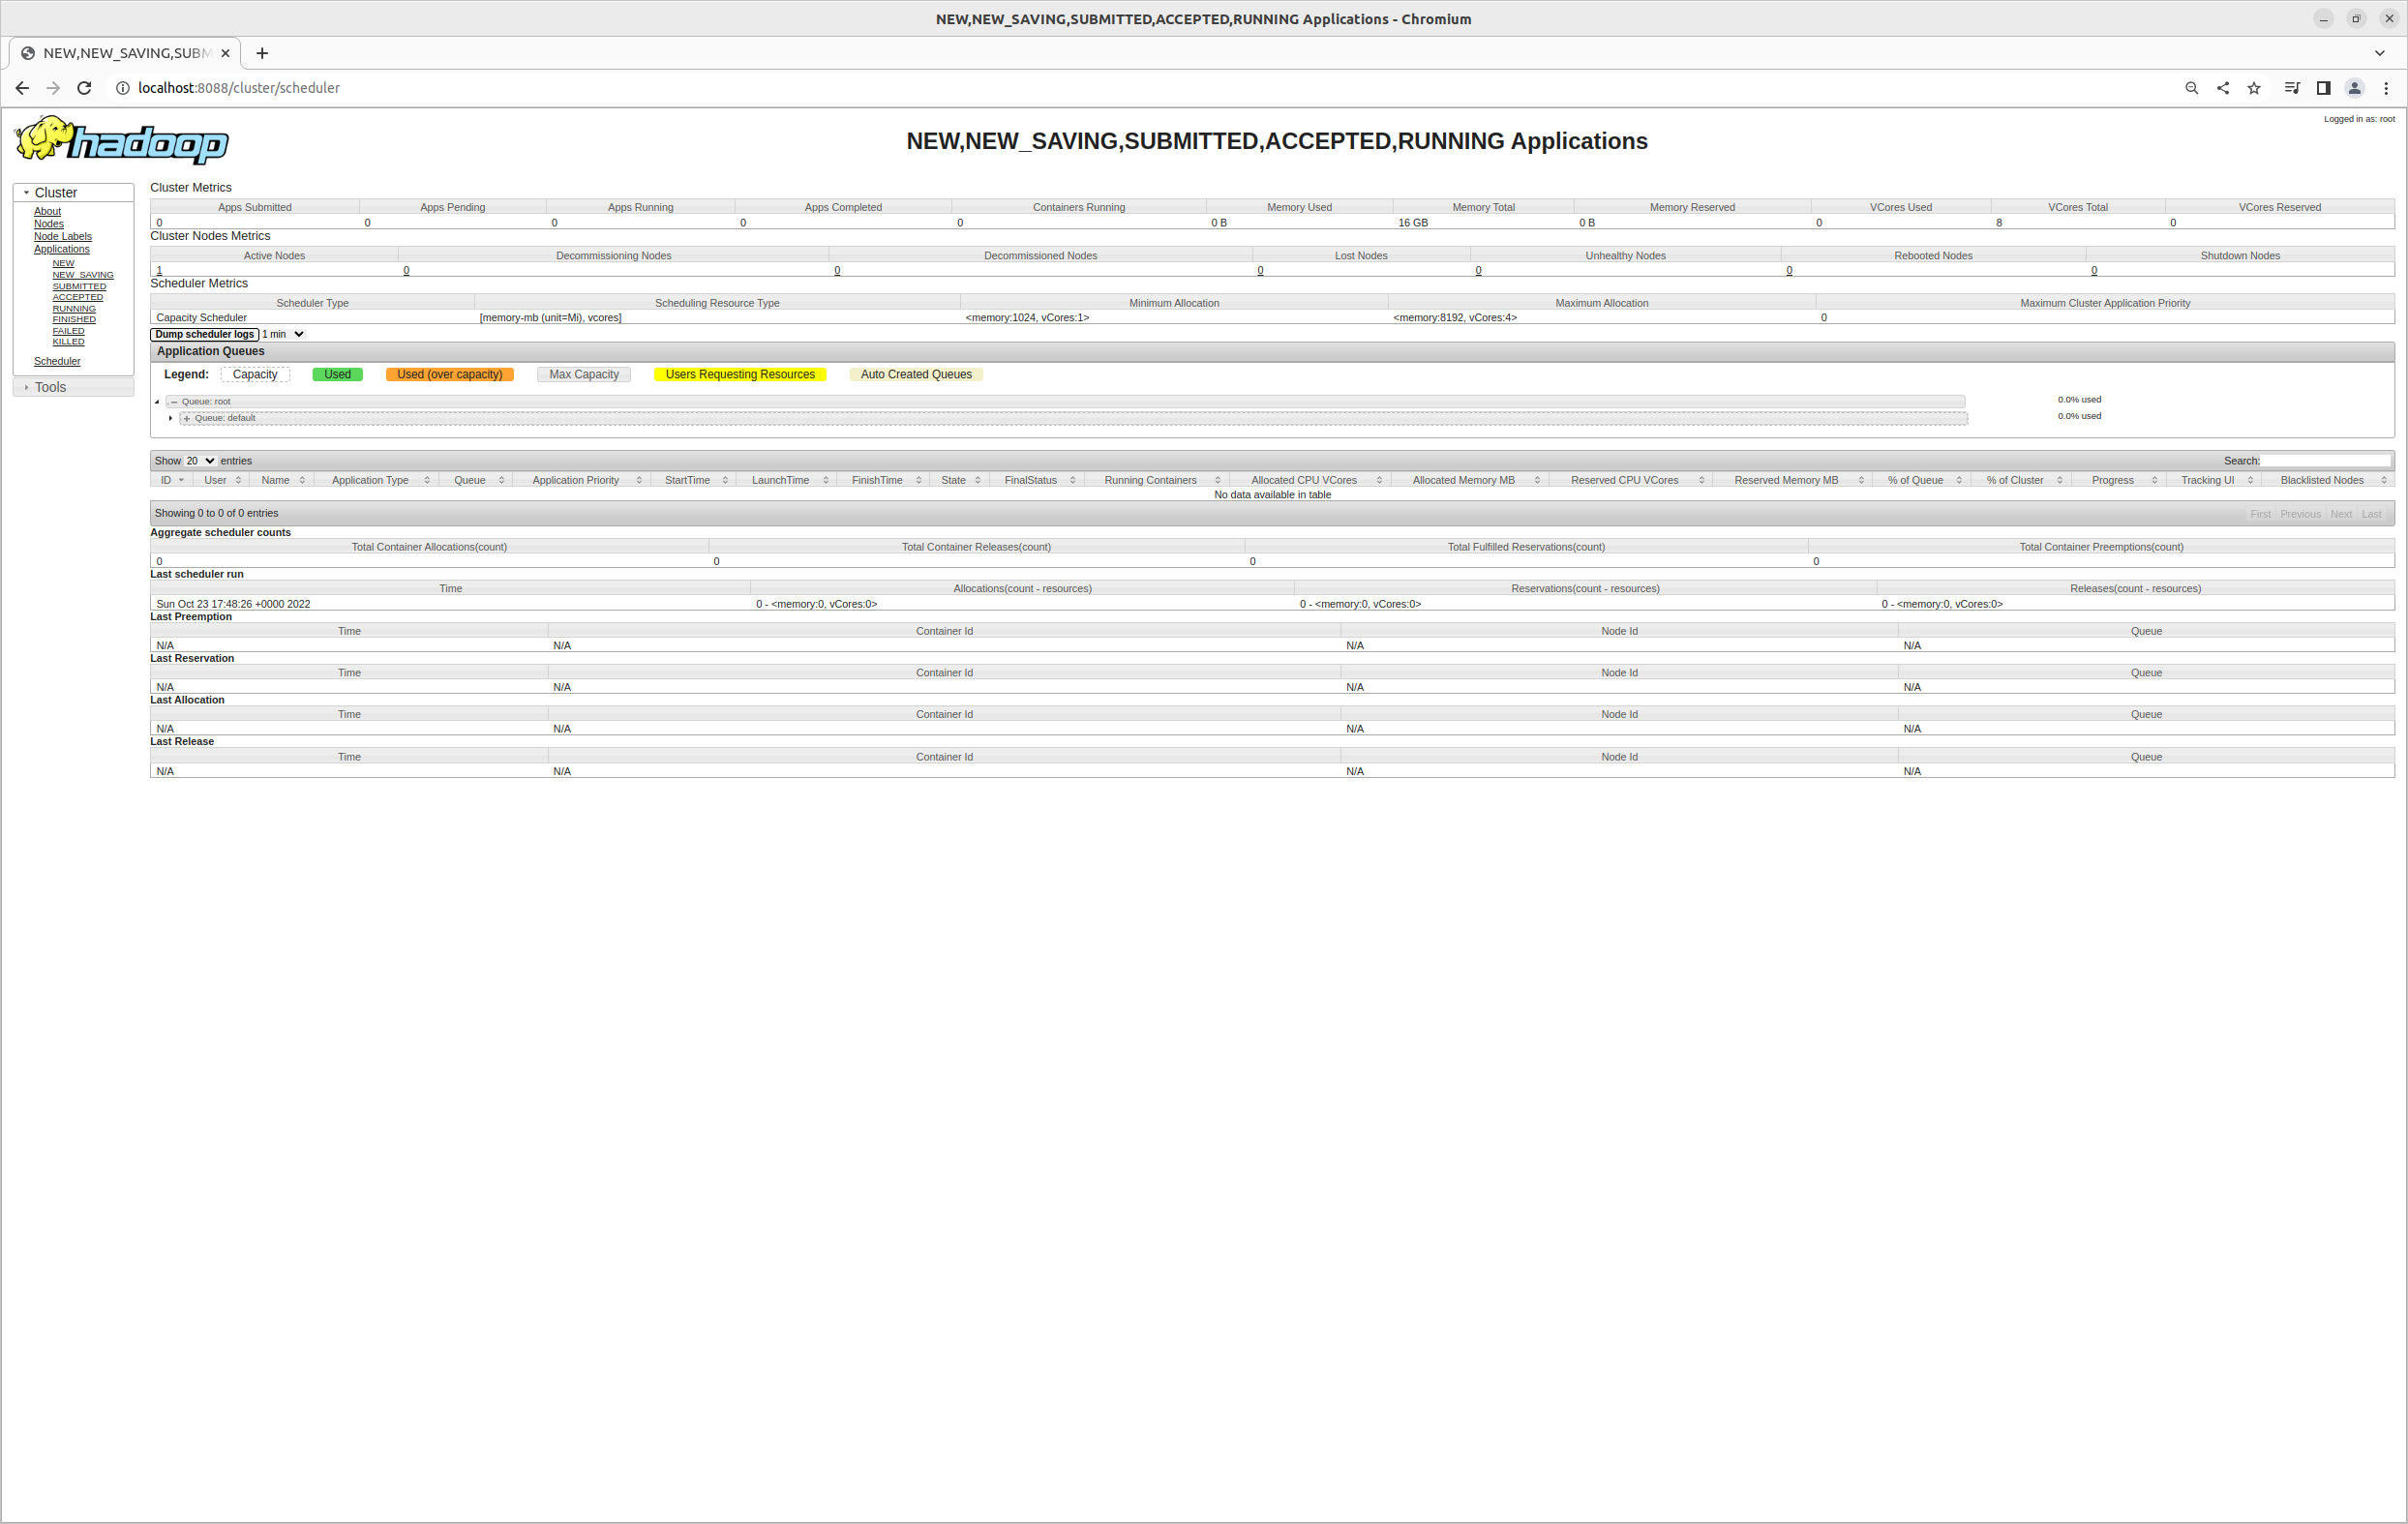 NEW,NEW_SAVING,SUBMITTED,ACCEPTED,RUNNING Applications - Chromium
NEW,NEW_SAVING,SUBM
localhost:8088/cluster/scheduler
Logged in as: root
hadoop
NEW,NEW_SAVING,SUBMITTED,ACCEPTED,RUNNING Applications
Cluster
About
Nodes
Node Labels
Applications
NEW
NEW_SAVING
SUBMITTED
ACCEPTED
RUNNING
FINISHED
FAILED
KILLED
Scheduler
Tools
Cluster Metrics
Apps Submitted Apps Pending Apps Running Apps Completed Containers Running Memory Used Memory Total Memory Reserved VCores Used VCores Total VCores Reserved
0 0 0 0 0 0 B 16 GB 0 B 0 8 0
Cluster Nodes Metrics
Active Nodes Decommissioning Nodes Decommissioned Nodes Lost Nodes Unhealthy Nodes Rebooted Nodes Shutdown Nodes
1 0 0 0 0 0 0
Scheduler Metrics
Scheduler Type Scheduling Resource Type Minimum Allocation Maximum Allocation Maximum Cluster Application Priority
Capacity Scheduler [memory-mb (unit=Mi), vcores] <memory:1024, vCores:1> <memory:8192, vCores:4> 0
Dump scheduler logs 1 min
Application Queues
Legend: Capacity Used Used (over capacity) Max Capacity Users Requesting Resources Auto Created Queues
Queue: root 0.0% used
Queue: default 0.0% used
Show 20 entries Search:
ID User Name Application Type Queue Application Priority StartTime LaunchTime FinishTime State FinalStatus Running Containers Allocated CPU VCores Allocated Memory MB Reserved CPU VCores Reserved Memory MB % of Queue % of Cluster Progress Tracking UI Blacklisted Nodes
No data available in table
Showing 0 to 0 of 0 entries First Previous Next Last
Aggregate scheduler counts
Total Container Allocations(count) Total Container Releases(count) Total Fulfilled Reservations(count) Total Container Preemptions(count)
0 0 0 0
Last scheduler run
Time Allocations(count - resources) Reservations(count - resources) Releases(count - resources)
Sun Oct 23 17:48:26 +0000 2022 0 - <memory:0, vCores:0> 0 - <memory:0, vCores:0> 0 - <memory:0, vCores:0>
Last Preemption
Time Container Id Node Id Queue
N/A N/A N/A N/A
Last Reservation
Time Container Id Node Id Queue
N/A N/A N/A N/A
Last Allocation
Time Container Id Node Id Queue
N/A N/A N/A N/A
Last Release
Time Container Id Node Id Queue
N/A N/A N/A N/A